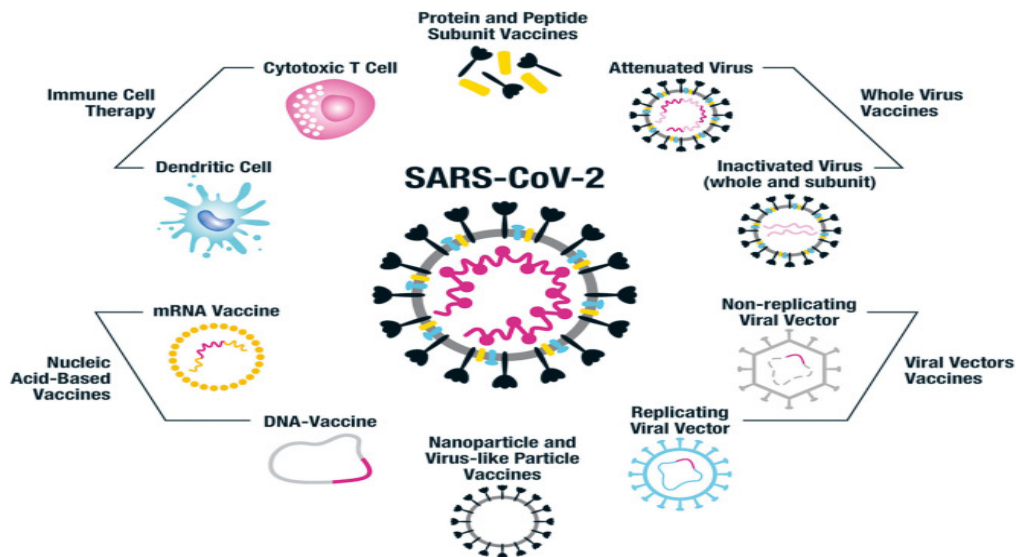 Protein and Peptide
Subunit Vaccines
Cytotoxic T Cell
Attenuated Virus
Immune Cell
Therapy
Whole Virus
Vaccines
Dendritic Cell
Inactivated Virus
(whole and subunit)
SARS-CoV-2
mRNA Vaccine
Non-replicating
Viral Vector
Nucleic
Acid-Based
Vaccines
Viral Vectors
Vaccines
DNA-Vaccine
Replicating
Viral Vector
Nanoparticle and
Virus-like Particle
Vaccines